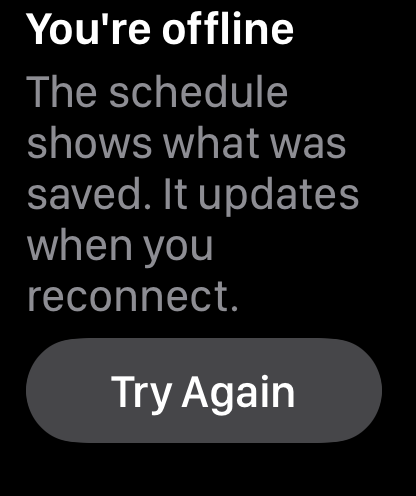 You're offline
The schedule
shows what was
saved. It updates
when you
reconnect.
Try Again